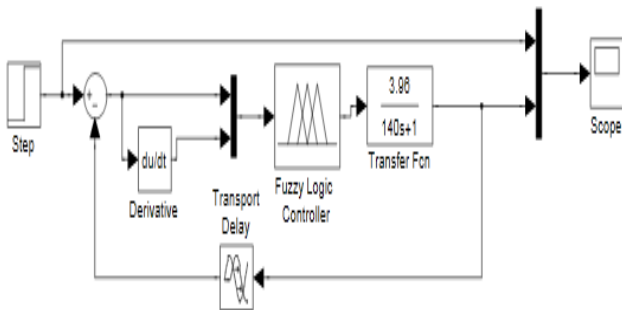 Step
+
−
du/dt
Derivative
Transport
Delay
Fuzzy Logic
Controller
3.96
140s+1
Transfer Fcn
Scope